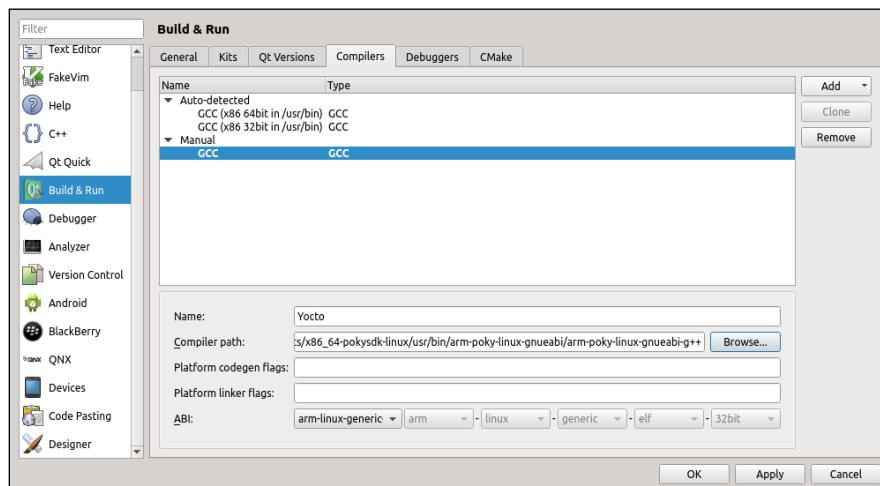 Filter
Text Editor
FakeVim
Help
C++
Qt Quick
Build & Run
Debugger
Analyzer
Version Control
Android
BlackBerry
QNX
Devices
Code Pasting
Designer
Build & Run
General Kits Qt Versions Compilers Debuggers CMake
Name Type
Auto-detected
GCC (x86 64bit in /usr/bin) GCC
GCC (x86 32bit in /usr/bin) GCC
Manual
GCC GCC
Add
Clone
Remove
Name: Yocto
Compiler path: :s/x86_64-pokysdk-linux/usr/bin/arm-poky-linux-gnueabi/arm-poky-linux-gnueabi-g++ Browse...
Platform codegen flags:
Platform linker flags:
ABI: arm-linux-generic- arm - linux - generic - elf - 32bit
OK Apply Cancel